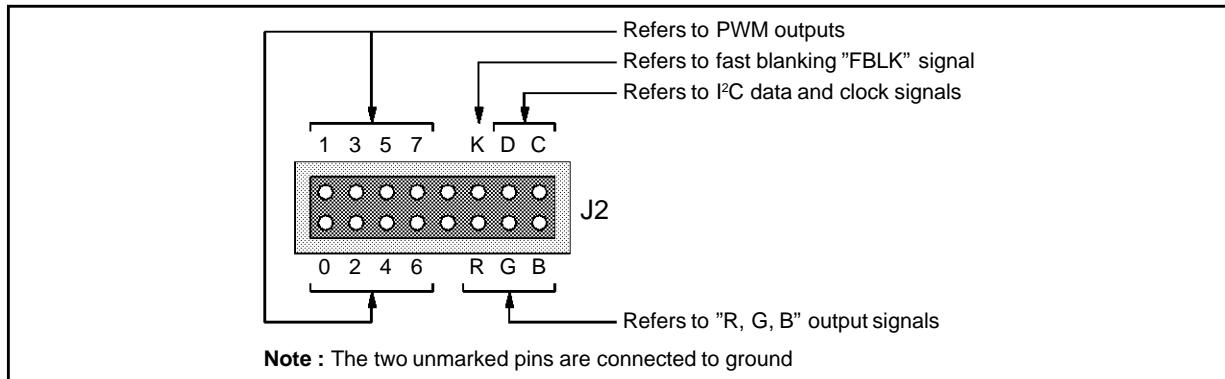 Refers to PWM outputs
Refers to fast blanking ”FBLK” signal
Refers to I²C data and clock signals
1 3 5 7 K D C
J2
0 2 4 6 R G B
Refers to ”R, G, B” output signals
Note : The two unmarked pins are connected to ground